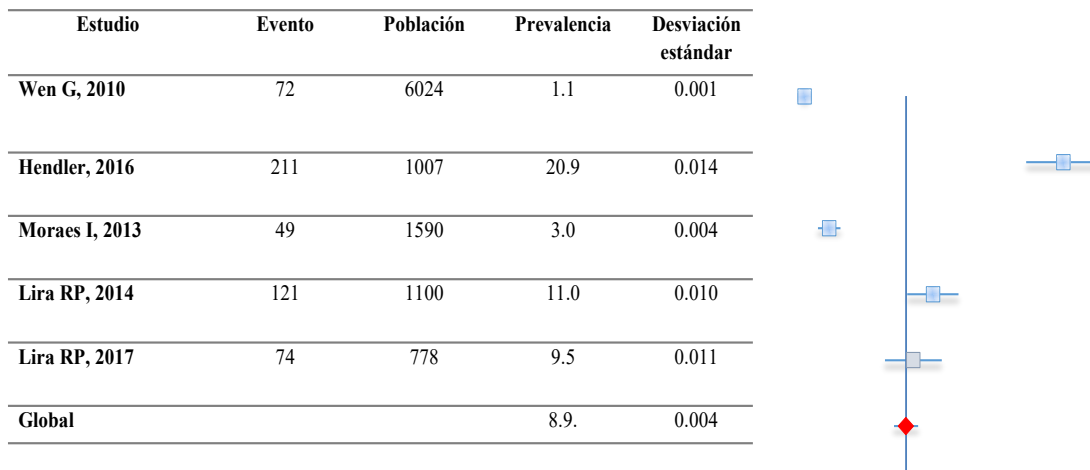 Estudio Evento Población Prevalencia Desviación
estándar
Wen G, 2010 72 6024 1.1 0.001
Hendler, 2016 211 1007 20.9 0.014
Moraes I, 2013 49 1590 3.0 0.004
Lira RP, 2014 121 1100 11.0 0.010
Lira RP, 2017 74 778 9.5 0.011
Global 8.9. 0.004